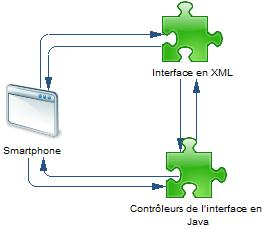 Interface en XML
Smartphone
Contrôleurs de l'interface en
Java